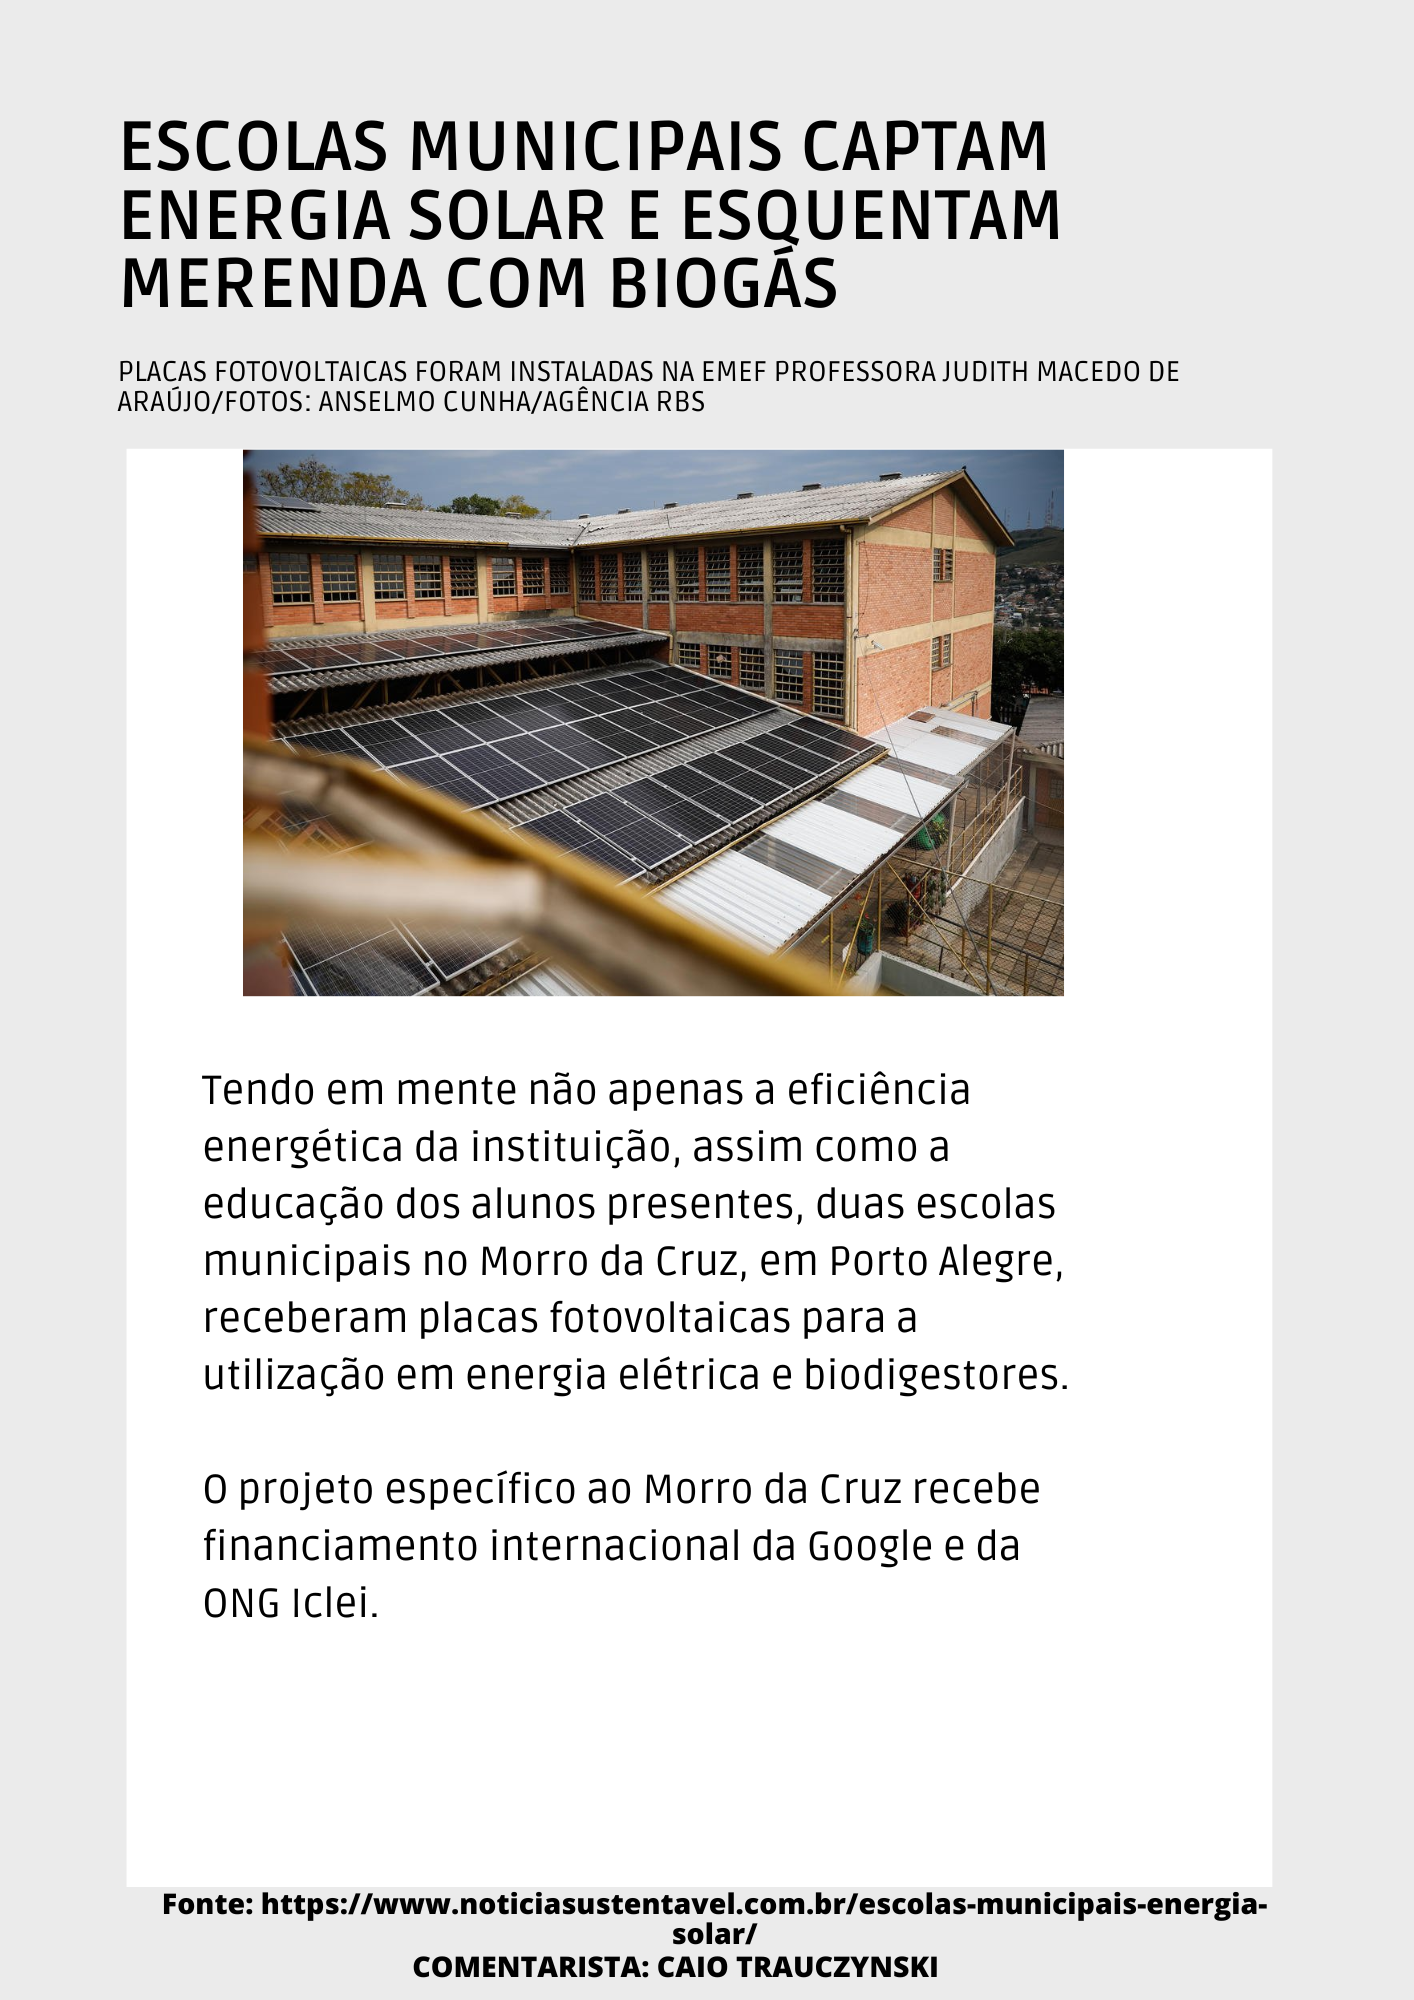 ESCOLAS MUNICIPAIS CAPTAM
ENERGIA SOLAR E ESQUENTAM
MERENDA COM BIOGÁS
PLACAS FOTOVOLTAICAS FORAM INSTALADAS NA EMEF PROFESSORA JUDITH MACEDO DE
ARAÚJO/FOTOS: ANSELMO CUNHA/AGÊNCIA RBS
Tendo em mente não apenas a eficiência
energética da instituição, assim como a
educação dos alunos presentes, duas escolas
municipais no Morro da Cruz, em Porto Alegre,
receberam placas fotovoltaicas para a
utilização em energia elétrica e biodigestores.
O projeto específico ao Morro da Cruz recebe
financiamento internacional da Google e da
ONG Iclei.
Fonte: https://www.noticiasustentavel.com.br/escolas-municipais-energia-
solar/
COMENTARISTA: CAIO TRAUCZYNSKI